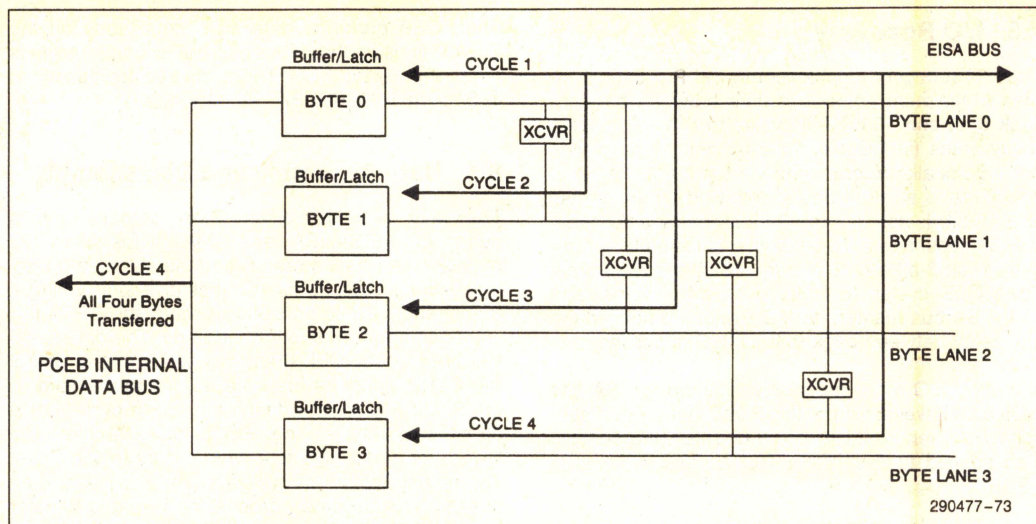 EISA BUS
Buffer/Latch
CYCLE 1
BYTE 0
BYTE LANE 0
XCVR
Buffer/Latch
CYCLE 2
BYTE 1
BYTE LANE 1
XCVR
XCVR
CYCLE 4
All Four Bytes
Transferred
Buffer/Latch
CYCLE 3
BYTE 2
BYTE LANE 2
PCEB INTERNAL
DATA BUS
XCVR
Buffer/Latch
CYCLE 4
BYTE 3
BYTE LANE 3
290477–73